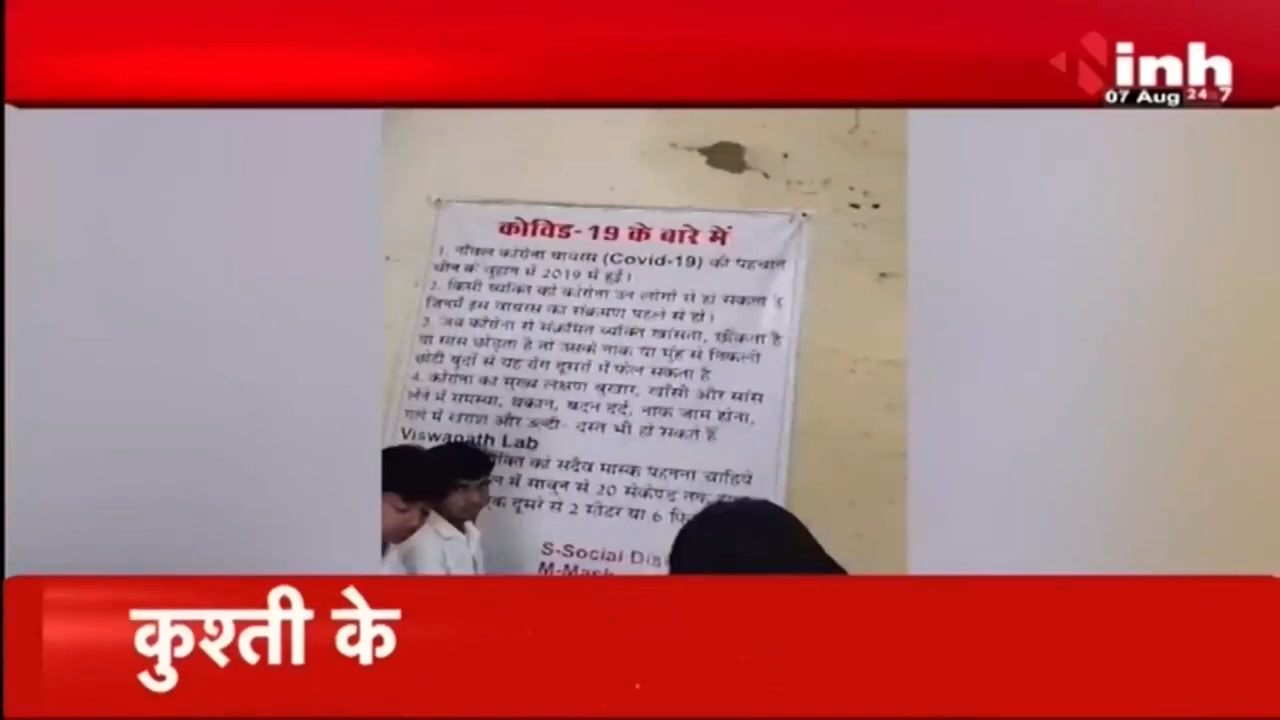 inh
07 Aug 24 7
कोविड-19 के बारे में
1. नॉवल कोरोना वायरस (Covid-19) की पहचान
चीन के वुहान में 2019 में हुई।
2. किसी व्यक्ति को कोरोना उन लोगों से हो सकता है
जिनमें इस वायरस का संक्रमण पहले से हो।
3. जब कोरोना से संक्रमित व्यक्ति खांसता, छींकता है
या सांस छोड़ता है तो उसके नाक या मुंह से निकली
छोटी बूंदों से यह रोग दूसरों में फैल सकता है
4. कोरोना का मुख्य लक्षण बुखार, खाँसी और सांस
लेने में समस्या, थकान, बदन दर्द, नाक जाम होना,
गले में खराश और उल्टी- दस्त भी हो सकते हैं
Viswanath Lab
को सदैव मास्क पहनना चाहिये
में साबुन से 20 सेकेण्ड तक
एक दूसरे से 2 मीटर या 6
S-Social
M-Mask
कुश्ती के